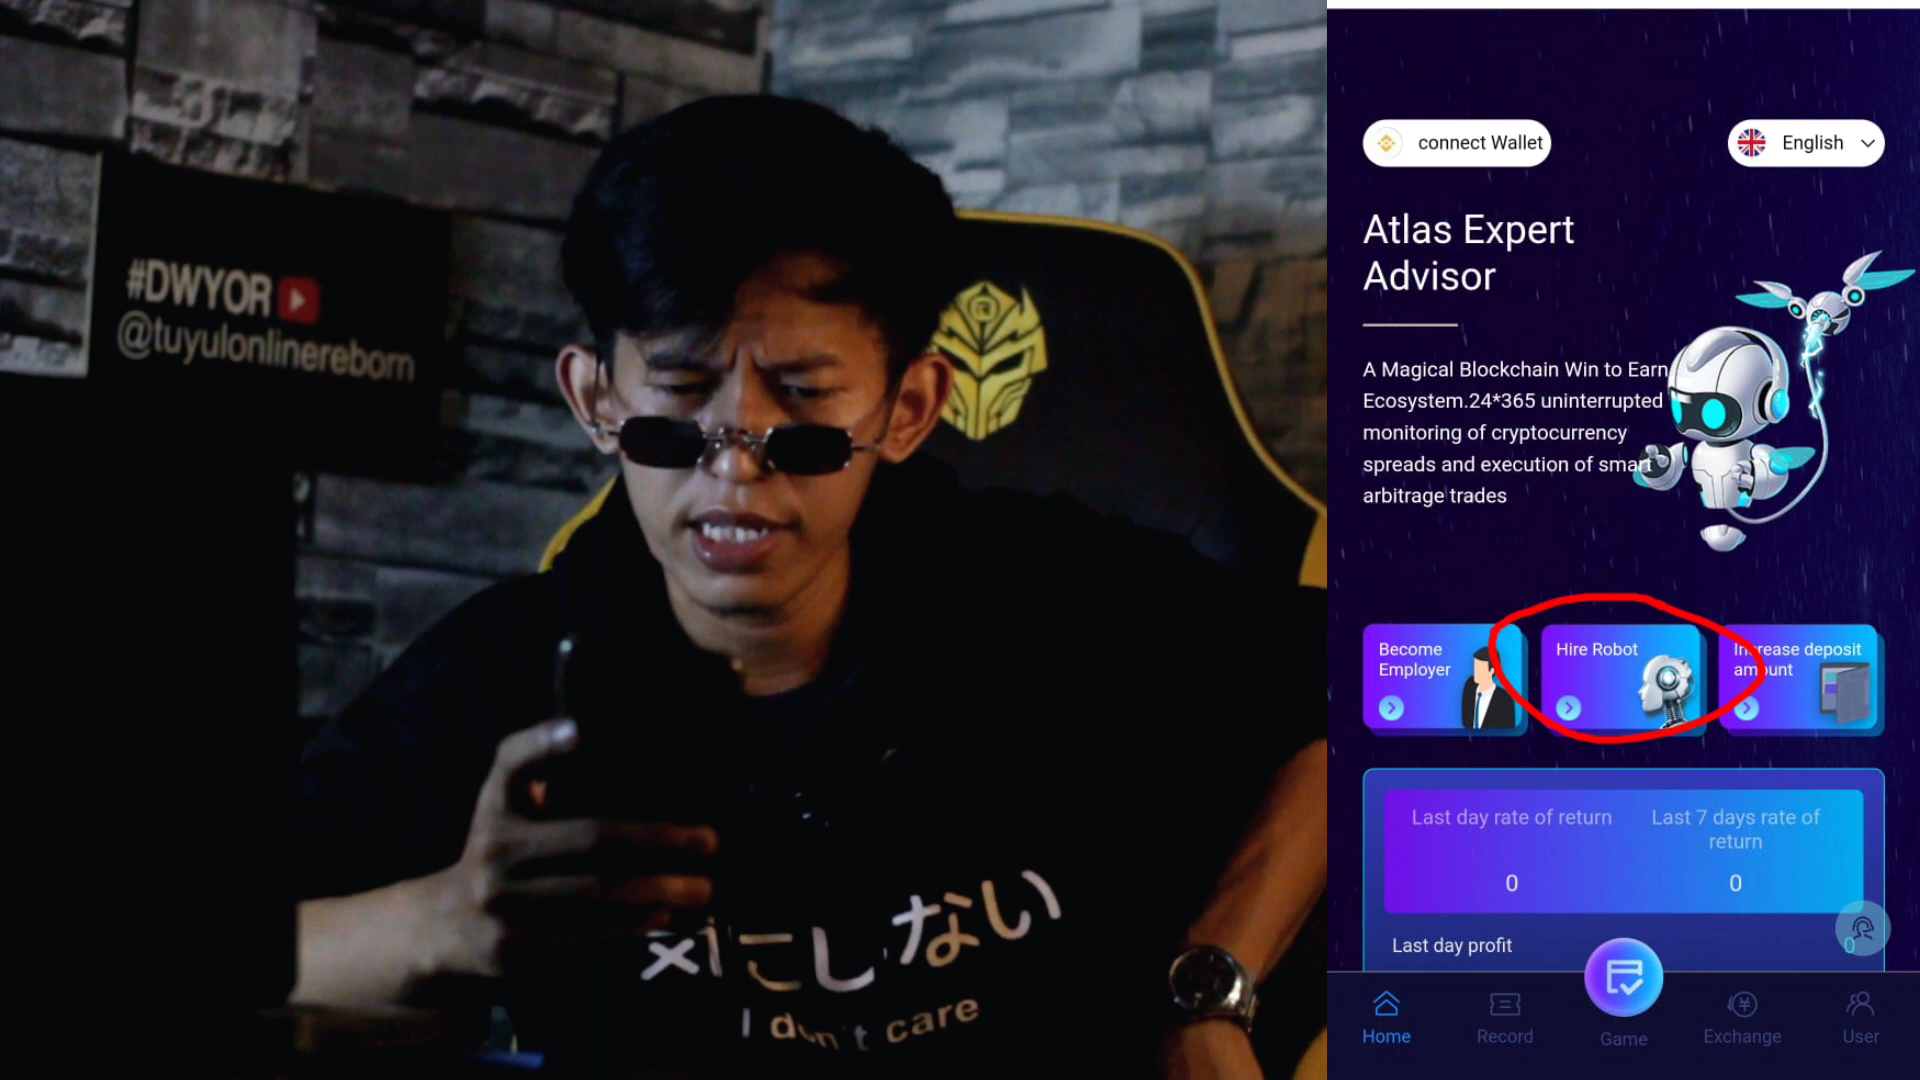 #DWYOR
@tuyulonlinereborn
気にしない
I don't care
connect Wallet
English
Atlas Expert
Advisor
A Magical Blockchain Win to Earn
Ecosystem.24*365 uninterrupted
monitoring of cryptocurrency
spreads and execution of smart
arbitrage trades
Become
Employer
Hire Robot
Increase deposit
amount
Last day rate of return
Last 7 days rate of
return
0
0
Last day profit
0
Home
Record
Game
Exchange
User